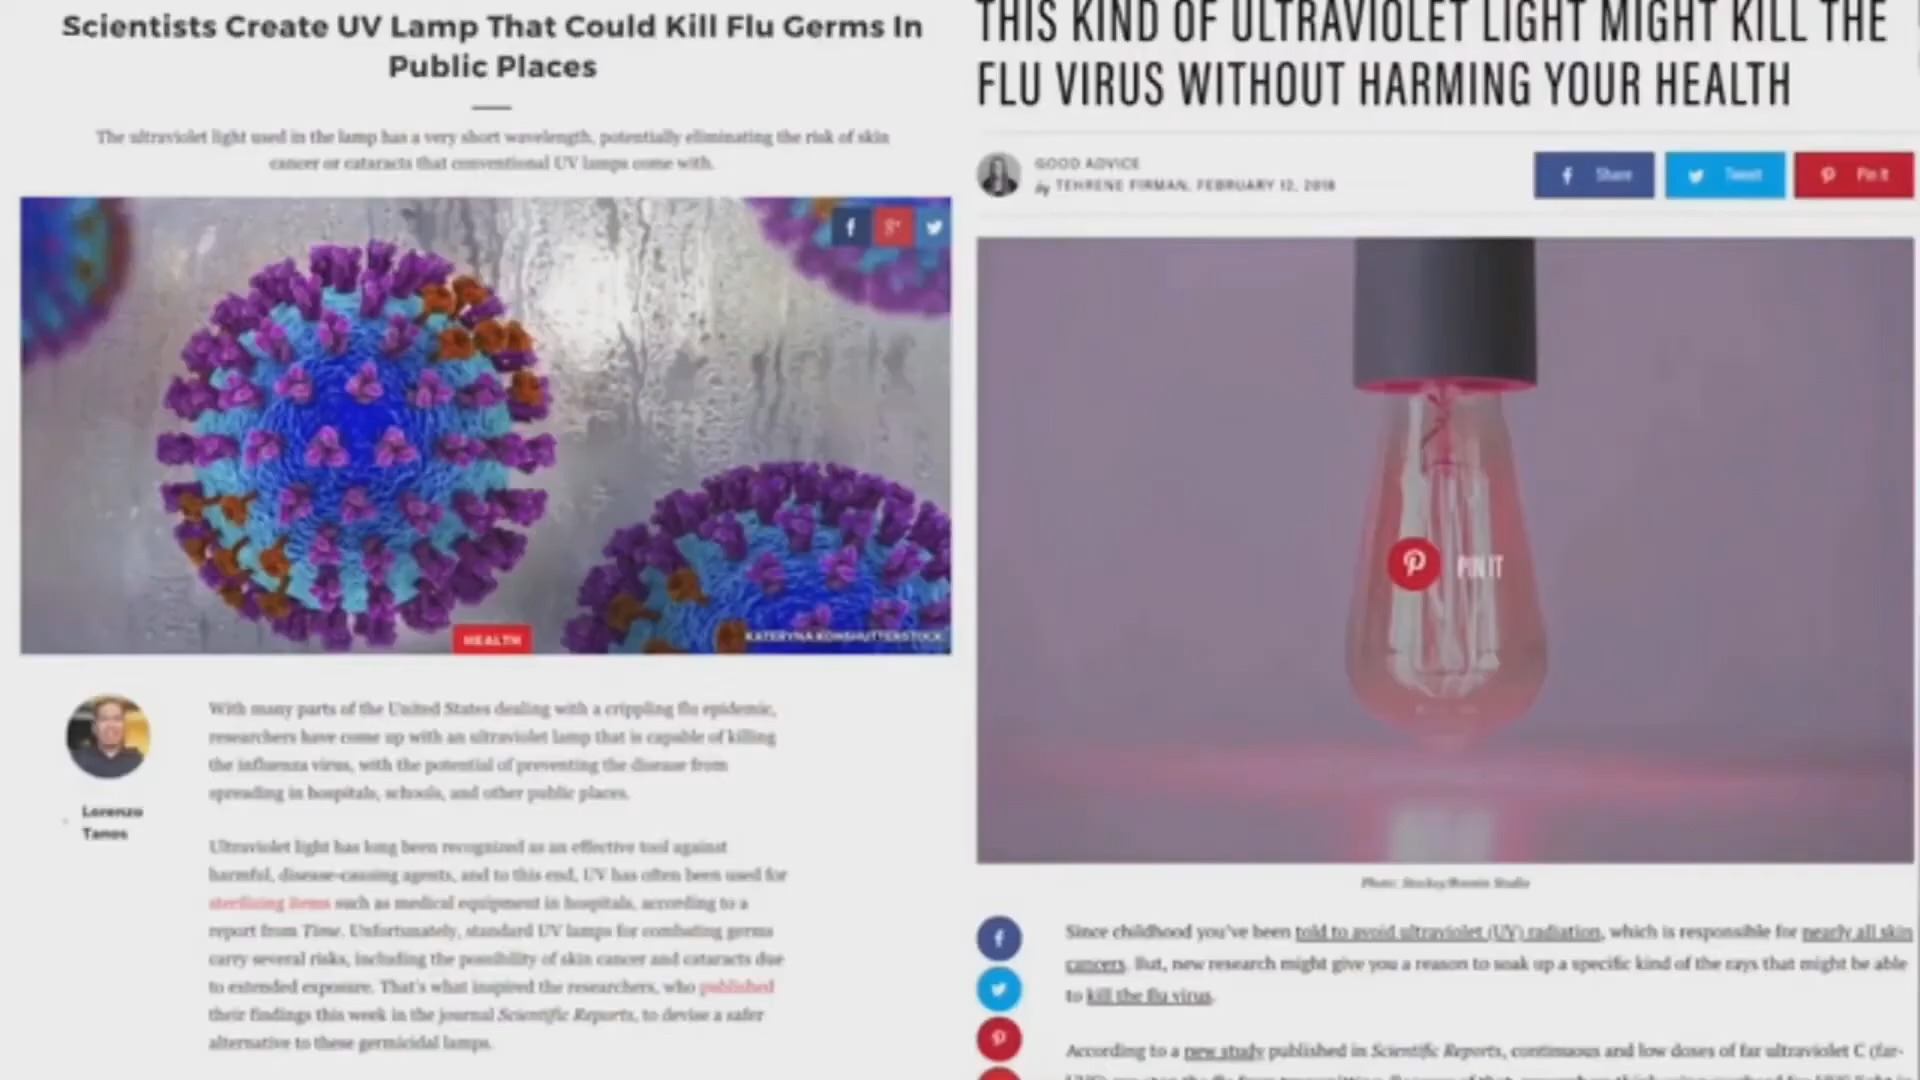 Scientists Create UV Lamp That Could Kill Flu Germs In
Public Places
The ultraviolet light used in the lamp has a very short wavelength, potentially eliminating the risk of skin
cancer or cataracts that conventional UV lamps come with.
HEALTH
Lorenzo
Tanos
With many parts of the United States dealing with a crippling flu epidemic,
researchers have come up with an ultraviolet lamp that is capable of killing
the influenza virus, with the potential of preventing the disease from
spreading in hospitals, schools, and other public places.
Ultraviolet light has long been recognized as an effective tool against
harmful, disease-causing agents, and to this end, UV has often been used for
sterilizing items such as medical equipment in hospitals, according to a
report from Time. Unfortunately, standard UV lamps for combating germs
carry several risks, including the possibility of skin cancer and cataracts due
to extended exposure. That's what inspired the researchers, who published
their findings this week in the journal Scientific Reports, to devise a safer
alternative to these germicidal lamps.
THIS KIND OF ULTRAVIOLET LIGHT MIGHT KILL THE
FLU VIRUS WITHOUT HARMING YOUR HEALTH
GOOD ADVICE
by TEHRENE FIRMAN, FEBRUARY 12, 2018
Share
Tweet
Pin It
PIN IT
Since childhood you've been told to avoid ultraviolet (UV) radiation, which is responsible for nearly all skin
cancers. But, new research might give you a reason to soak up a specific kind of the rays that might be able
to kill the flu virus.
According to a new study published in Scientific Reports, continuous and low doses of far ultraviolet C (far-